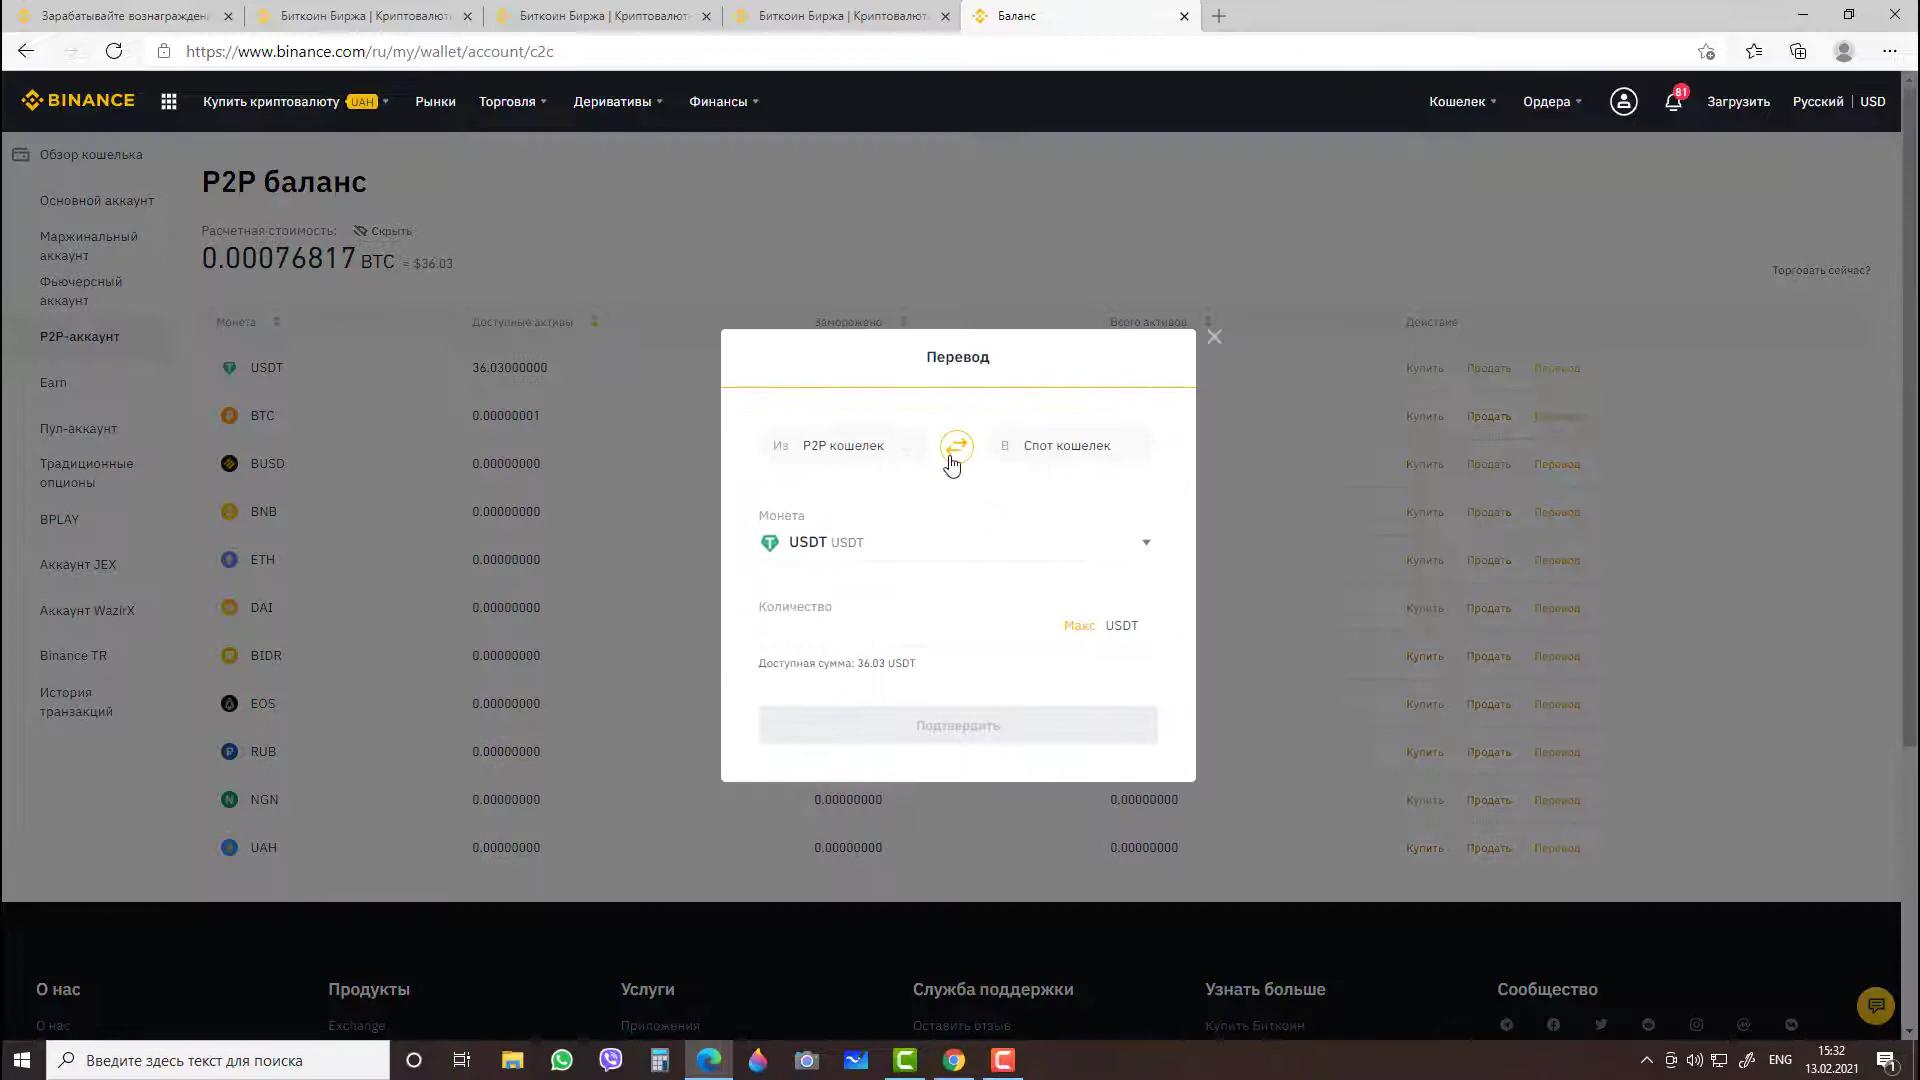 Зарабатывайте вознагражден
Биткоин Биржа | Криптовалют
Биткоин Биржа | Криптовалют
Биткоин Биржа | Криптовалют
Баланс
https://www.binance.com/ru/my/wallet/account/c2c
BINANCE
Купить криптовалюту UAH
Рынки
Торговля
Деривативы
Финансы
Кошелек
Ордера
81
Загрузить
Русский | USD
Обзор кошелька
Основной аккаунт
Маржинальный
аккаунт
Фьючерсный
аккаунт
P2P-аккаунт
Earn
Пул-аккаунт
Традиционные
опционы
BPLAY
Аккаунт JEX
Аккаунт WazirX
Binance TR
История
транзакций
P2P баланс
Расчетная стоимость: Скрыть
0.00076817 BTC ≈ $36.03
Торговать сейчас?
Монета Доступные активы Заморожено Всего активов Действие
USDT 36.03000000 Купить Продать Перевод
BTC 0.00000001 Купить Продать Перевод
BUSD 0.00000000 Купить Продать Перевод
BNB 0.00000000 Купить Продать Перевод
ETH 0.00000000 Купить Продать Перевод
DAI 0.00000000 Купить Продать Перевод
BIDR 0.00000000 Купить Продать Перевод
EOS 0.00000000 Купить Продать Перевод
RUB 0.00000000 Купить Продать Перевод
NGN 0.00000000 0.00000000 0.00000000 Купить Продать Перевод
UAH 0.00000000 0.00000000 0.00000000 Купить Продать Перевод
Перевод
Из P2P кошелек
В Спот кошелек
Монета
USDT USDT
Количество
Макс USDT
Доступная сумма: 36.03 USDT
Подтвердить
О нас
Продукты
Услуги
Служба поддержки
Узнать больше
Сообщество
О нас
Exchange
Приложения
Оставить отзыв
Купить Биткоин
Введите здесь текст для поиска
ENG
15:32
13.02.2021
1